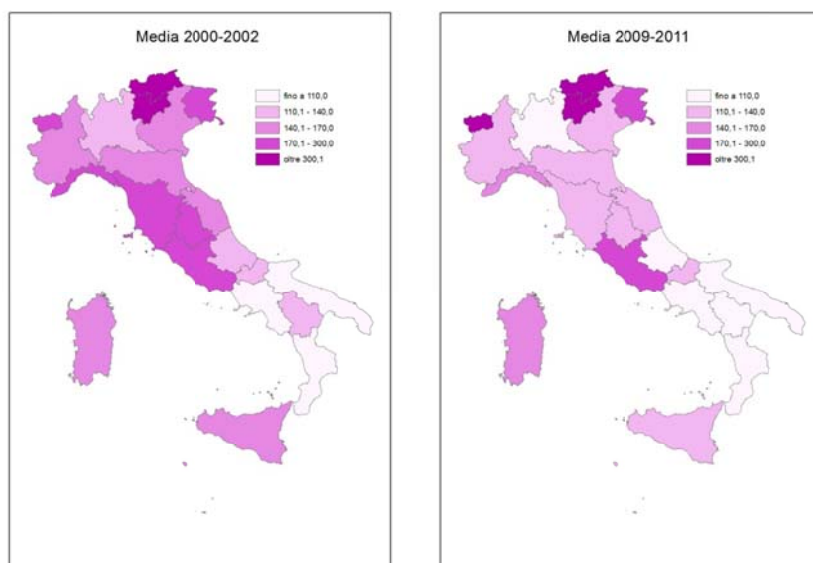 Media 2000-2002
fino a 110,0
110,1 - 140,0
140,1 - 170,0
170,1 - 300,0
oltre 300,1
Media 2009-2011
fino a 110,0
110,1 - 140,0
140,1 - 170,0
170,1 - 300,0
oltre 300,1